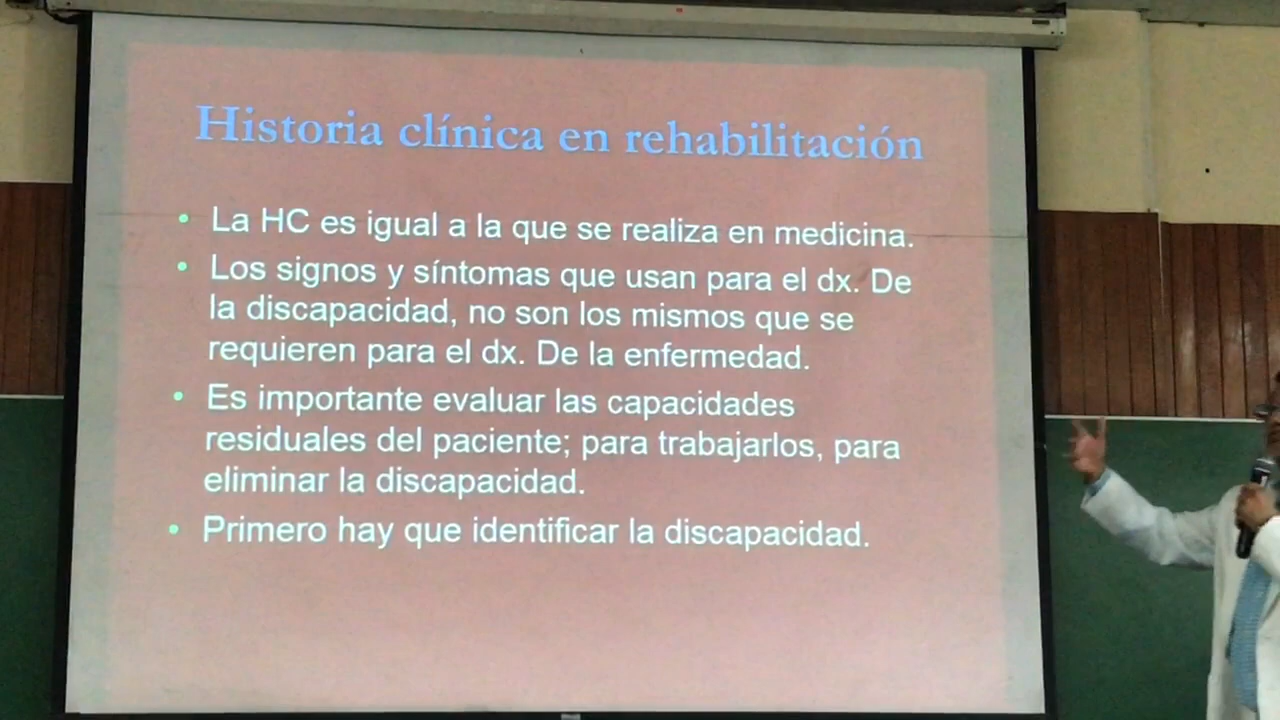 Historia clínica en rehabilitación
• La HC es igual a la que se realiza en medicina.
• Los signos y síntomas que usan para el dx. De
la discapacidad, no son los mismos que se
requieren para el dx. De la enfermedad.
• Es importante evaluar las capacidades
residuales del paciente; para trabajarlos, para
eliminar la discapacidad.
• Primero hay que identificar la discapacidad.